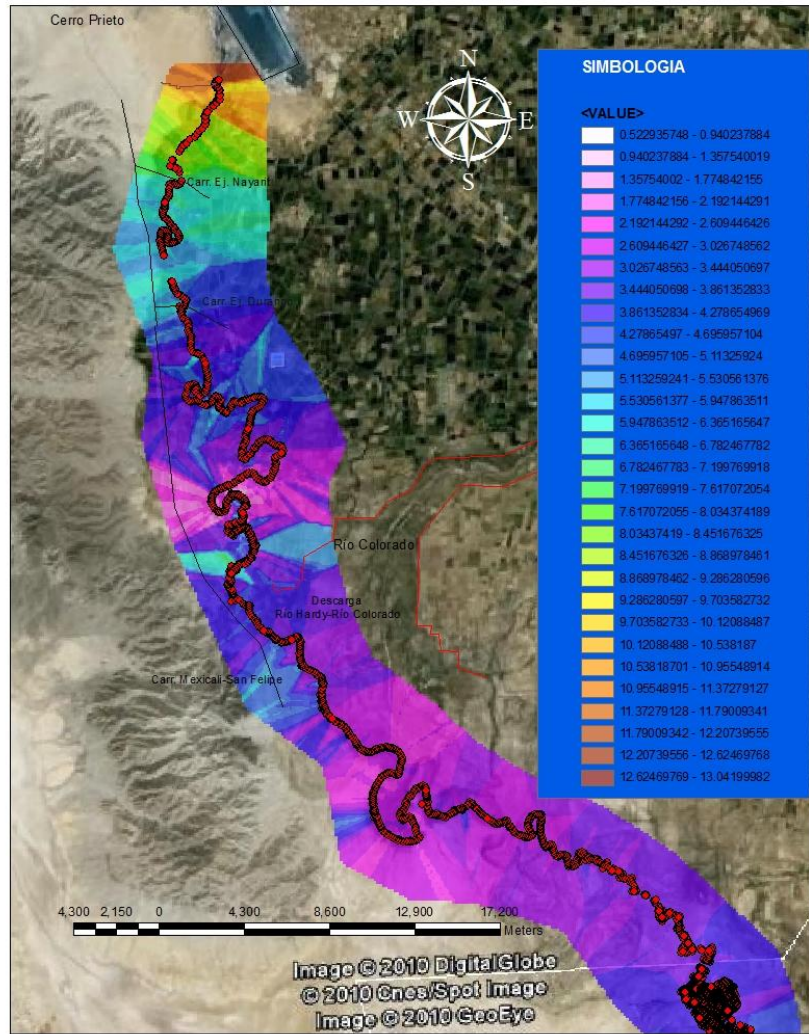 Cerro Prieto
N
W
E
S
SIMBOLOGIA
<VALUE>
0.522935748 - 0.940237884
0.940237884 - 1.357540019
1.35754002 - 1.774842155
1.774842156 - 2.192144291
2.192144292 - 2.609446426
2.609446427 - 3.026748562
3.026748563 - 3.444050697
3.444050698 - 3.861352833
3.861352834 - 4.278654969
4.27865497 - 4.695957104
4.695957105 - 5.11325924
5.113259241 - 5.530561376
5.530561377 - 5.947863511
5.947863512 - 6.365165647
6.365165648 - 6.782467782
6.782467783 - 7.199769918
7.199769919 - 7.617072054
7.617072055 - 8.034374189
8.03437419 - 8.451676325
8.451676326 - 8.868978461
8.868978462 - 9.286280596
9.286280597 - 9.703582732
9.703582733 - 10.12088487
10.12088488 - 10.538187
10.53818701 - 10.95548914
10.95548915 - 11.37279127
11.37279128 - 11.79009341
11.79009342 - 12.20739555
12.20739556 - 12.62469768
12.62469769 - 13.04199982
Carr. Ej. Nayarit
Carr. Ej. Durango
Río Colorado
Descarga
Río Hardy-Río Colorado
Carr. Mexicali-San Felipe
4,300 2,150 0 4,300 8,600 12,900 17,200
Meters
Image © 2010 DigitalGlobe
© 2010 Cnes/Spot Image
Image © 2010 GeoEye